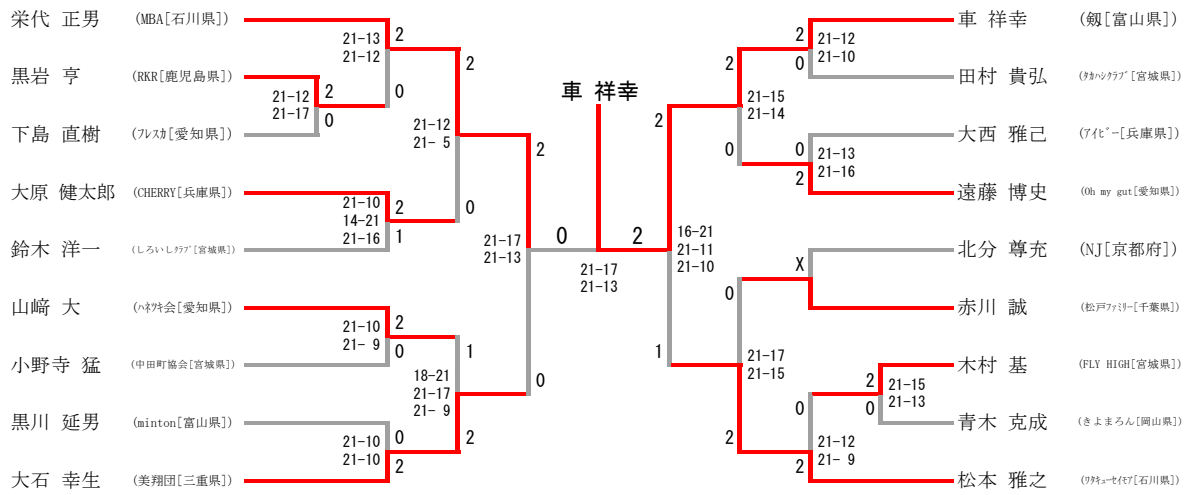 栄代 正男 (MBA[石川県])
黒岩 亨 (RKR[鹿児島県])
下島 直樹 (フレスカ[愛知県])
大原 健太郎 (CHERRY[兵庫県])
鈴木 洋一 (しろいしクラブ[宮城県])
山﨑 大 (ハネツキ会[愛知県])
小野寺 猛 (中田町協会[宮城県])
黒川 延男 (minton[富山県])
大石 幸生 (美翔団[三重県])
21-13 2
21-12
0
21-12 2
21-17 0
2
21-12
21- 5
0
21-10 2
14-21
21-16 1
2
21-17
21-13
0
21-10 2
21- 9 0
1
18-21
21-17
21- 9
2
21-10 0
21-10 2
車 祥幸
0 2
21-17
21-13
2
16-21
21-11
21-10
1
2
21-15
21-14
0
2 21-12
0 21-10
0 21-13
2 21-16
0
21-17
21-15
2
X
2 21-15
0 21-13
0 21-12
2 21- 9
車 祥幸 (剱[富山県])
田村 貴弘 (タカハシクラブ[宮城県])
大西 雅己 (アイビー[兵庫県])
遠藤 博史 (Oh my gut[愛知県])
北分 尊充 (NJ[京都府])
赤川 誠 (松戸ファミリー[千葉県])
木村 基 (FLY HIGH[宮城県])
青木 克成 (きよまろん[岡山県])
松本 雅之 (ワタキューセイモア[石川県])